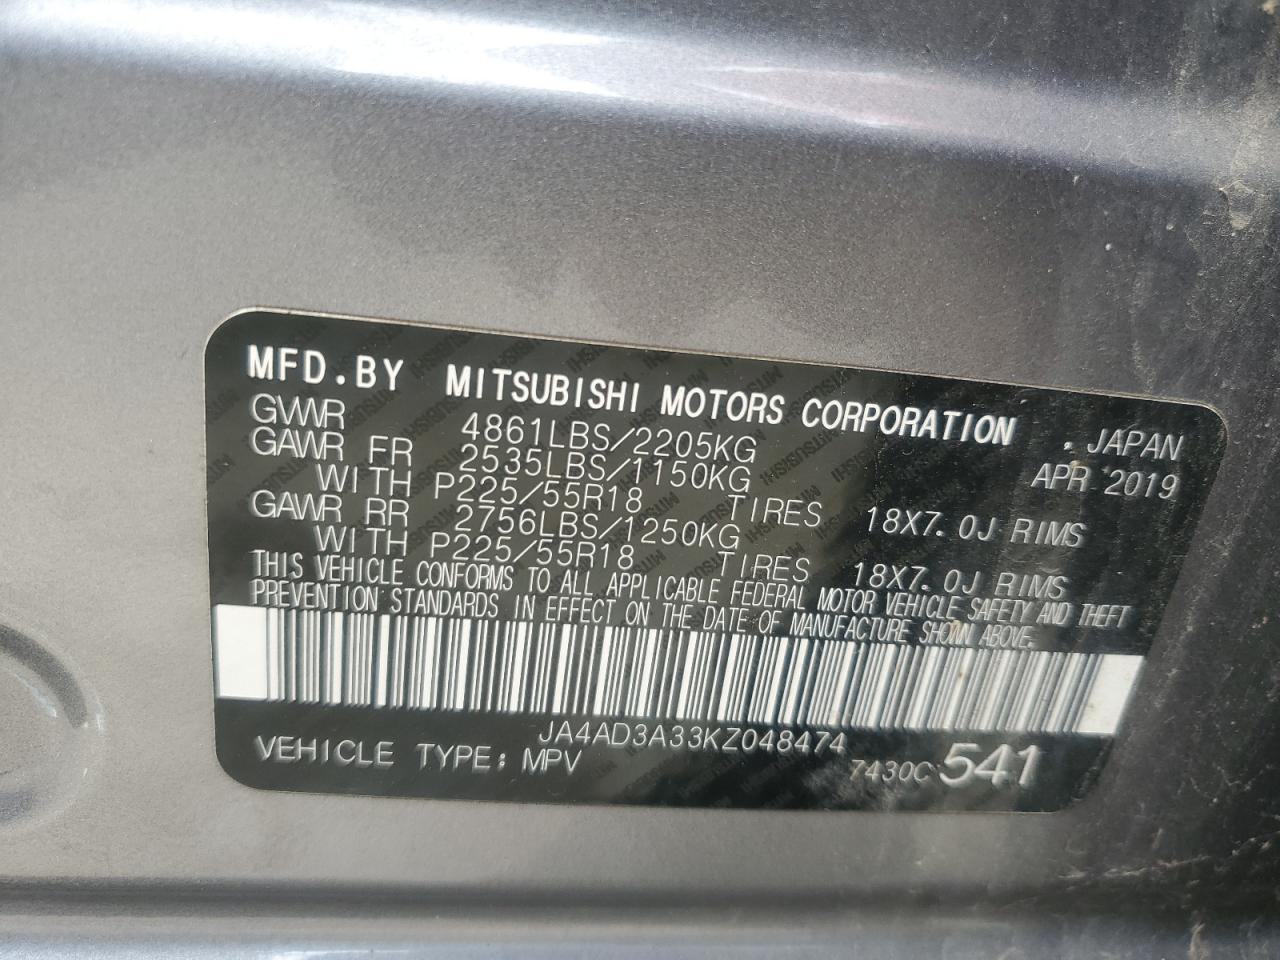 MFD.BY MITSUBISHI MOTORS CORPORATION . JAPAN
GVWR 4861LBS/2205KG APR '2019
GAWR FR 2535LBS/1150KG
WITH P225/55R18 TIRES 18X7.0J RIMS
GAWR RR 2756LBS/1250KG
WITH P225/55R18 TIRES 18X7.0J RIMS
THIS VEHICLE CONFORMS TO ALL APPLICABLE FEDERAL MOTOR VEHICLE SAFETY AND THEFT
PREVENTION STANDARDS IN EFFECT ON THE DATE OF MANUFACTURE SHOWN ABOVE.
JA4AD3A33KZ048474
VEHICLE TYPE: MPV 7430C 541